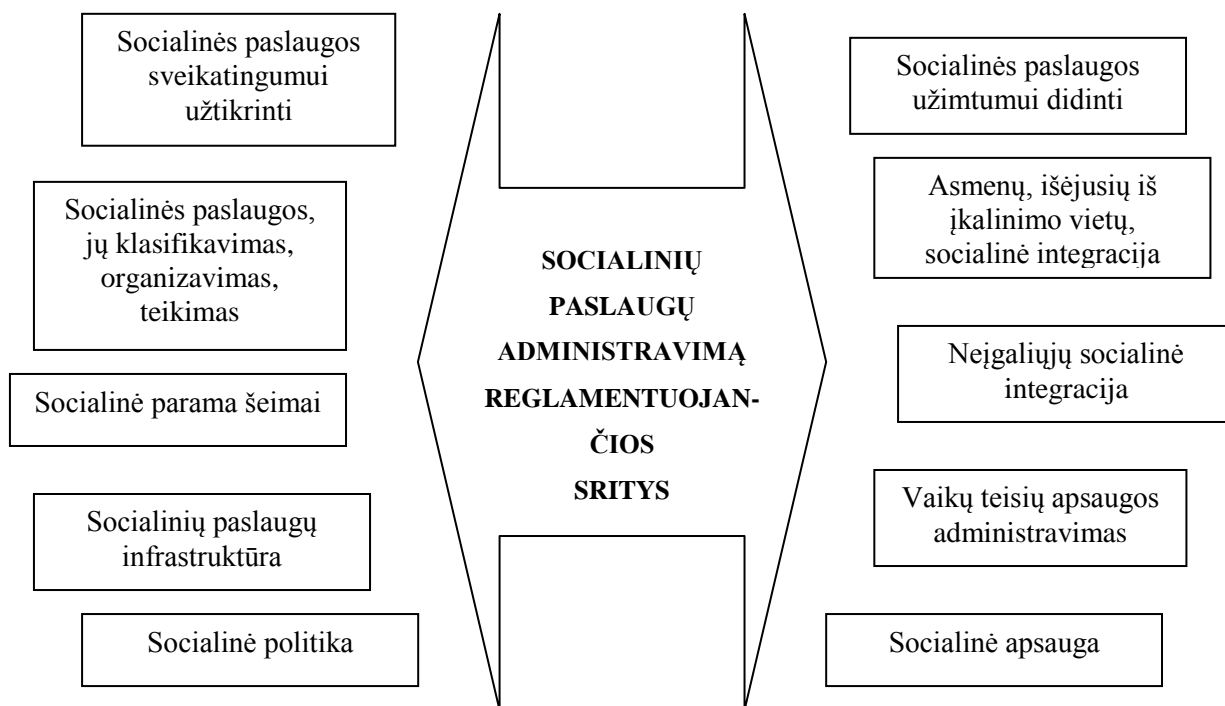 Socialinės paslaugos
sveikatingumui
užtikrinti
Socialinės paslaugos,
jų klasifikavimas,
organizavimas,
teikimas
Socialinė parama šeimai
Socialinių paslaugų
infrastruktūra
Socialinė politika
SOCIALINIŲ
PASLAUGŲ
ADMINISTRAVIMĄ
REGLAMENTUOJAN-
ČIOS
SRITYS
Socialinės paslaugos
užimtumui didinti
Asmenų, išėjusių iš
įkalinimo vietų,
socialinė integracija
Neįgaliųjų socialinė
integracija
Vaikų teisių apsaugos
administravimas
Socialinė apsauga